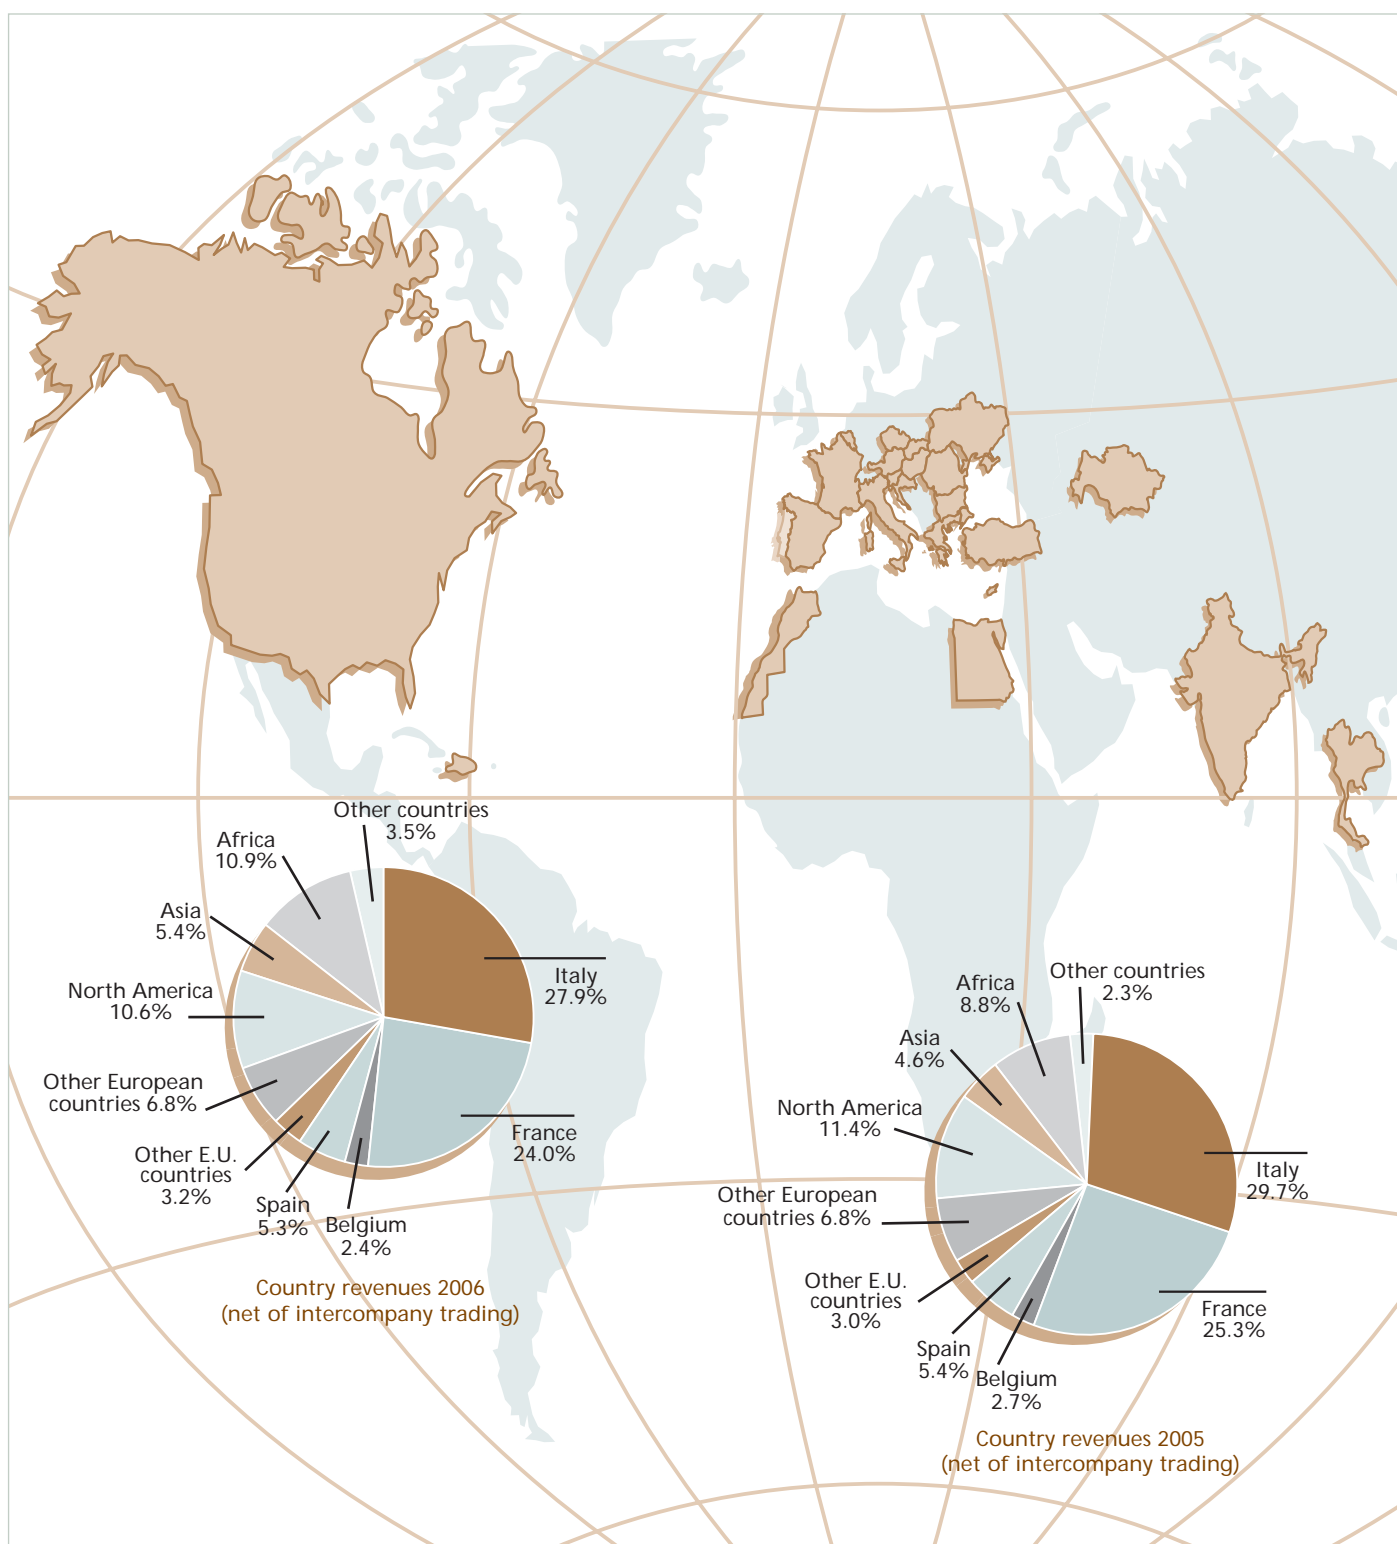 Other countries
3.5%
Africa
10.9%
Asia
5.4%
North America
10.6%
Other European
countries 6.8%
Other E.U.
countries
3.2%
Spain
5.3%
Belgium
2.4%
France
24.0%
Italy
27.9%
Country revenues 2006
(net of intercompany trading)
Other countries
2.3%
Africa
8.8%
Asia
4.6%
North America
11.4%
Other European
countries 6.8%
Other E.U.
countries
3.0%
Spain
5.4%
Belgium
2.7%
France
25.3%
Italy
29.7%
Country revenues 2005
(net of intercompany trading)